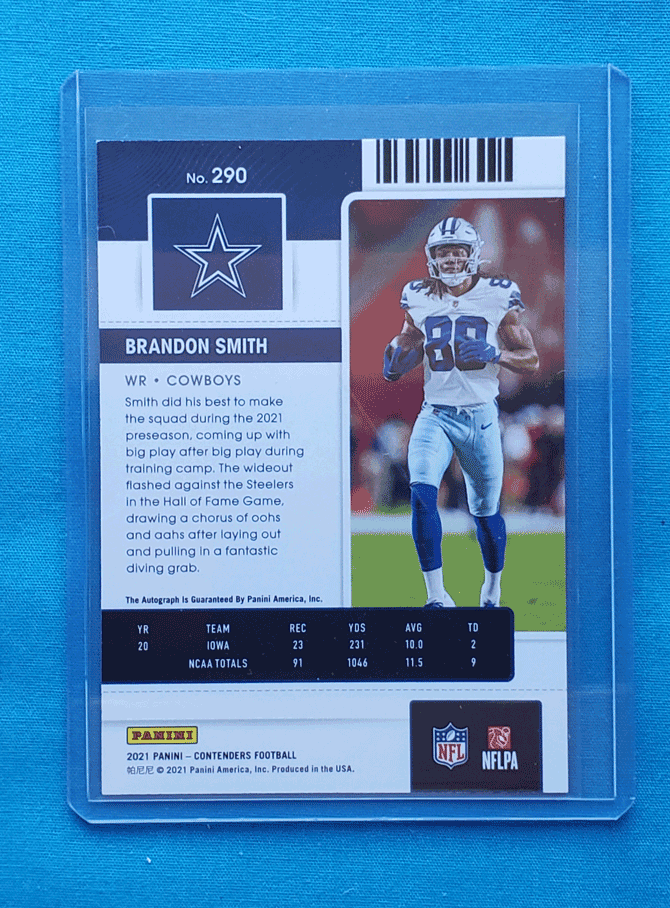 No. 290
BRANDON SMITH
WR • COWBOYS
Smith did his best to make
the squad during the 2021
preseason, coming up with
big play after big play during
training camp. The wideout
flashed against the Steelers
in the Hall of Fame Game,
drawing a chorus of oohs
and aahs after laying out
and pulling in a fantastic
diving grab.
The Autograph Is Guaranteed By Panini America, Inc.
88
YR TEAM REC YDS AVG TD
20 IOWA 23 231 10.0 2
NCAA TOTALS 91 1046 11.5 9
PANINI
2021 PANINI – CONTENDERS FOOTBALL
帕尼尼 © 2021 Panini America, Inc. Produced in the USA.
NFL
NFLPA